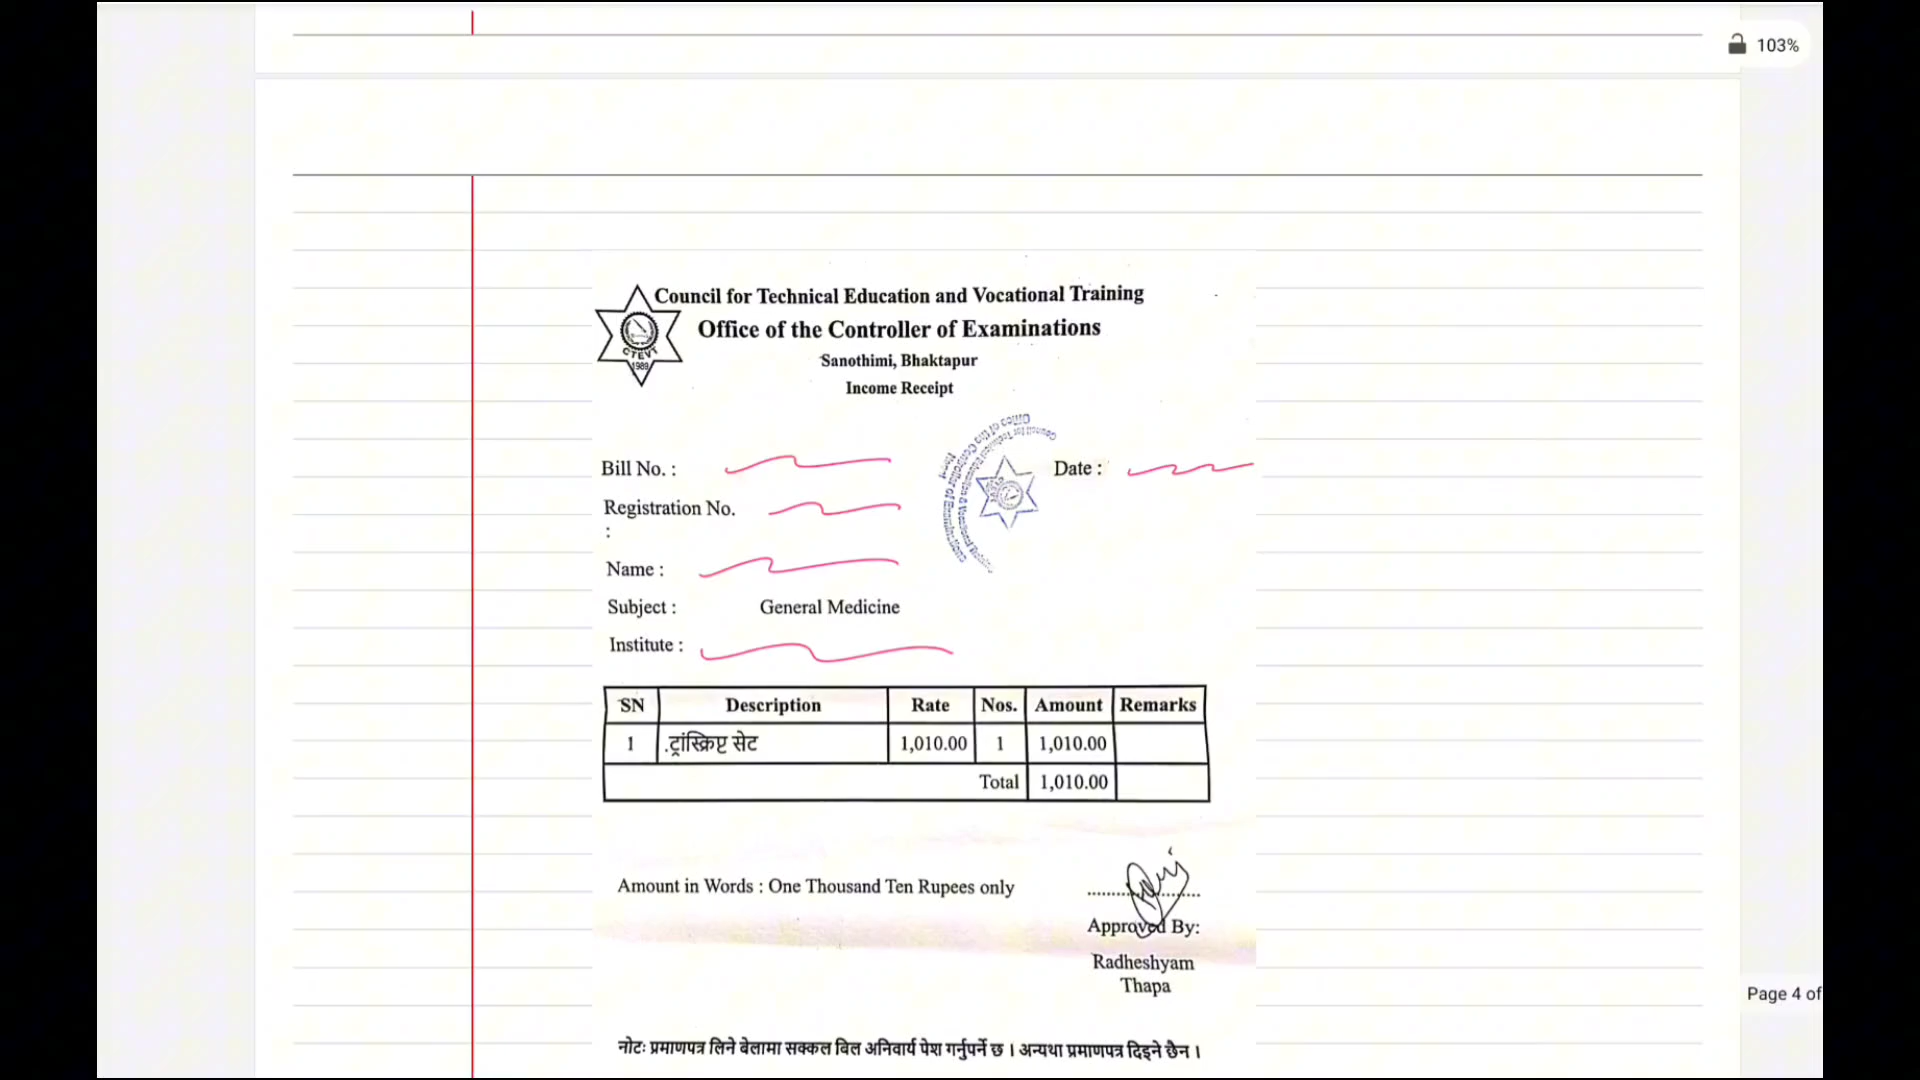 103%
Council for Technical Education and Vocational Training
Office of the Controller of Examinations
Sanothimi, Bhaktapur
Income Receipt
CTEVT
1989
Bill No. :
Date :
Registration No.
:
Name :
Subject : General Medicine
Institute :
SN Description Rate Nos. Amount Remarks
1 .ट्रांस्क्रिप्ट सेट 1,010.00 1 1,010.00
Total 1,010.00
Amount in Words : One Thousand Ten Rupees only
Approved By:
Radheshyam
Thapa
Page 4 of
नोटः प्रमाणपत्र लिने बेलामा सक्कल बिल अनिवार्य पेश गर्नुपर्ने छ । अन्यथा प्रमाणपत्र दिइने छैन ।